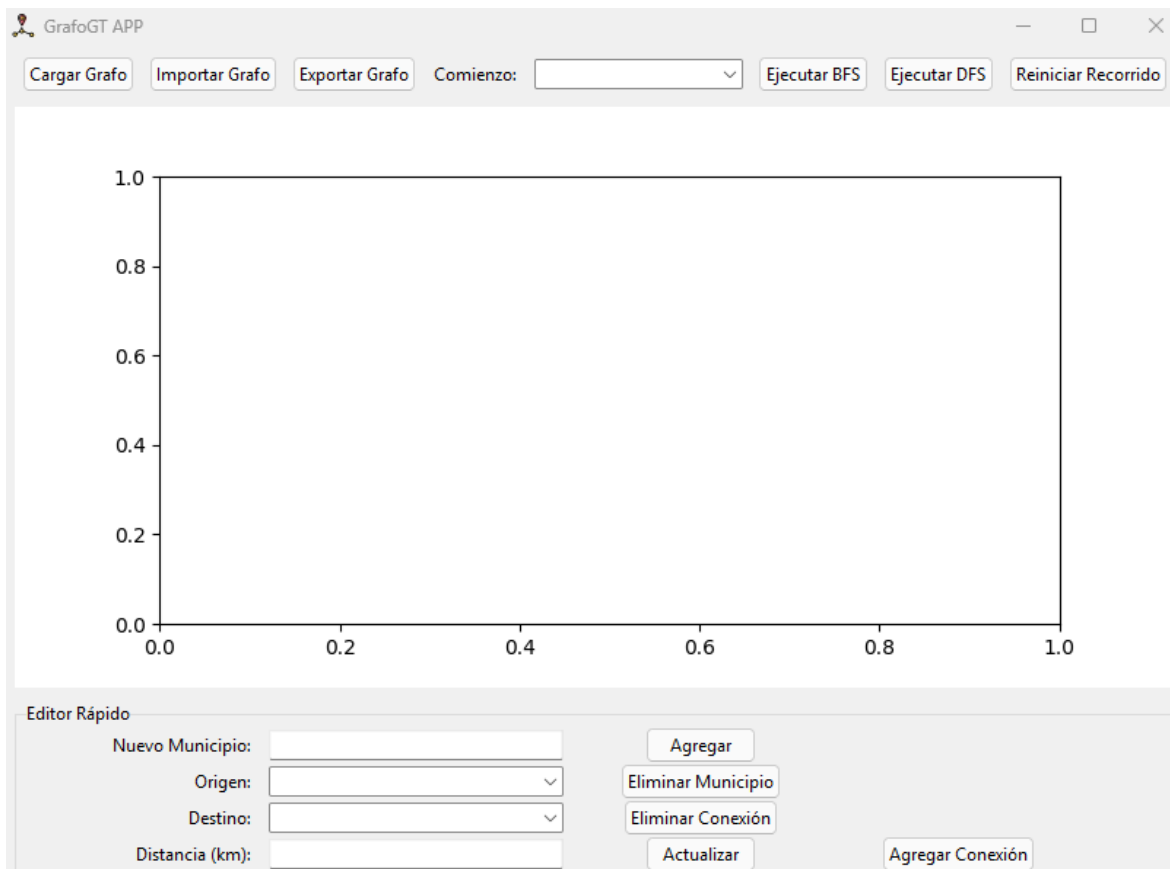 GrafoGT APP
Cargar Grafo Importar Grafo Exportar Grafo Comienzo: Ejecutar BFS Ejecutar DFS Reiniciar Recorrido
1.0
0.8
0.6
0.4
0.2
0.0
0.0 0.2 0.4 0.6 0.8 1.0
Editor Rápido
Nuevo Municipio: Agregar
Origen: Eliminar Municipio
Destino: Eliminar Conexión
Distancia (km): Actualizar Agregar Conexión